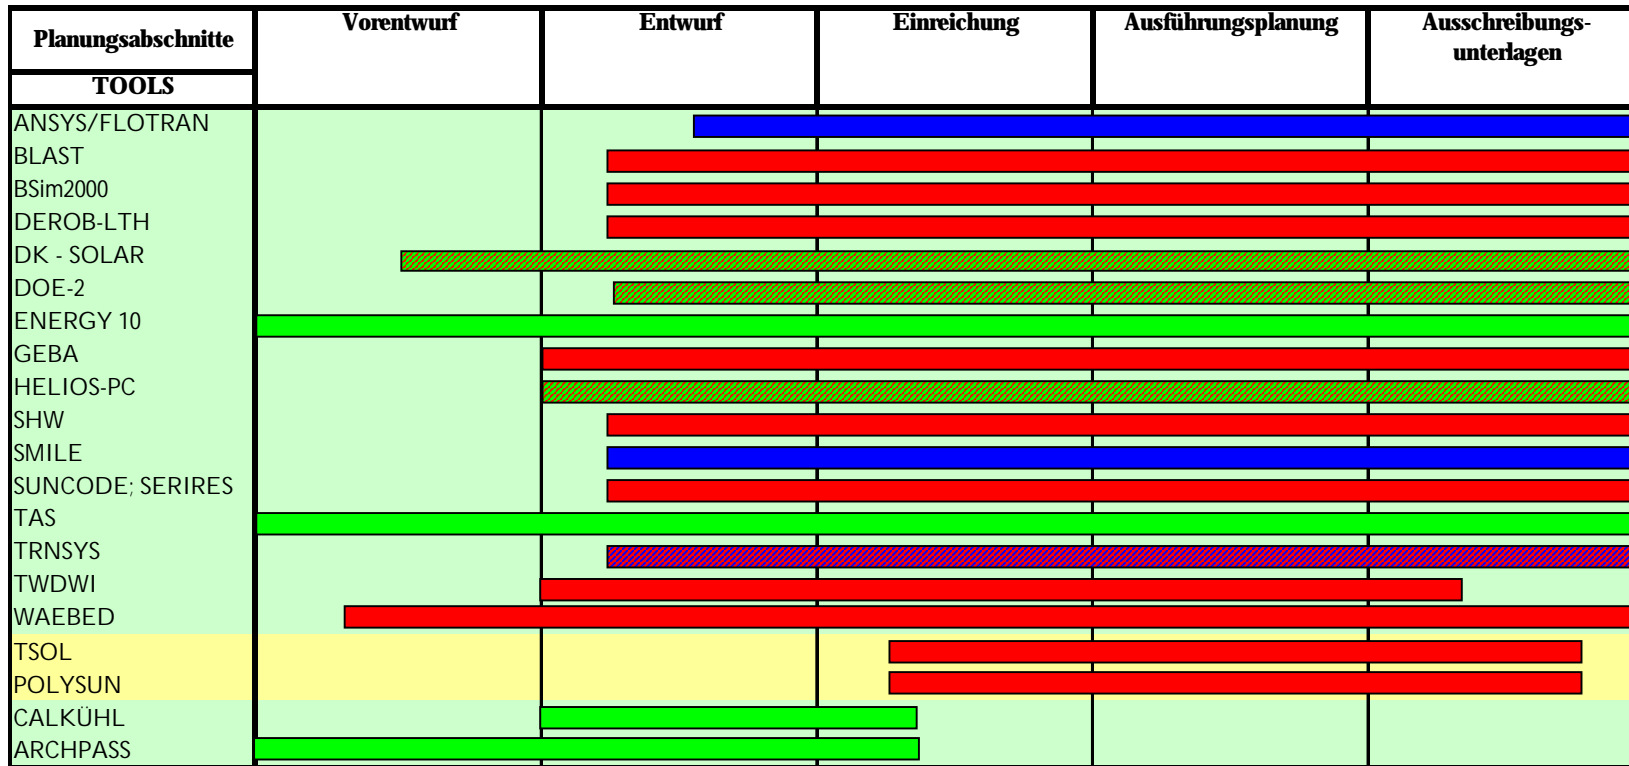 Planungsabschnitte
Vorentwurf
Entwurf
Einreichung
Ausführungsplanung
Ausschreibungs-
unterlagen
TOOLS
ANSYS/FLOTRAN
BLAST
BSim2000
DEROB-LTH
DK - SOLAR
DOE-2
ENERGY 10
GEBA
HELIOS-PC
SHW
SMILE
SUNCODE; SERIRES
TAS
TRNSYS
TWDWI
WAEBED
TSOL
POLYSUN
CALKÜHL
ARCHPASS